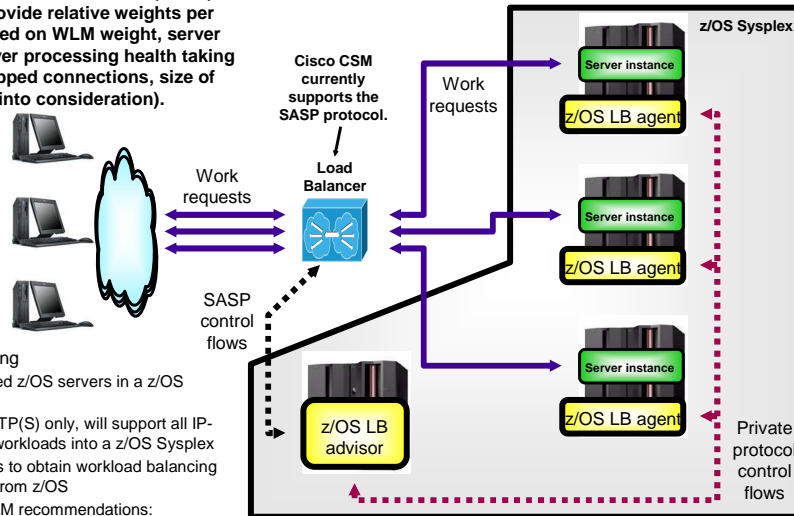 rovide relative weights per
ed on WLM weight, server
ver processing health taking
pped connections, size of
into consideration).
Cisco CSM
currently
supports the
SASP protocol.
Load
Balancer
Work
requests
Work
requests
z/OS Sysplex
Server instance
z/OS LB agent
Server instance
z/OS LB agent
Server instance
z/OS LB agent
SASP
control
flows
z/OS LB
advisor
Private
protocol
control
flows
ng
ed z/OS servers in a z/OS
TP(S) only, will support all IP-
workloads into a z/OS Sysplex
s to obtain workload balancing
from z/OS
M recommendations: